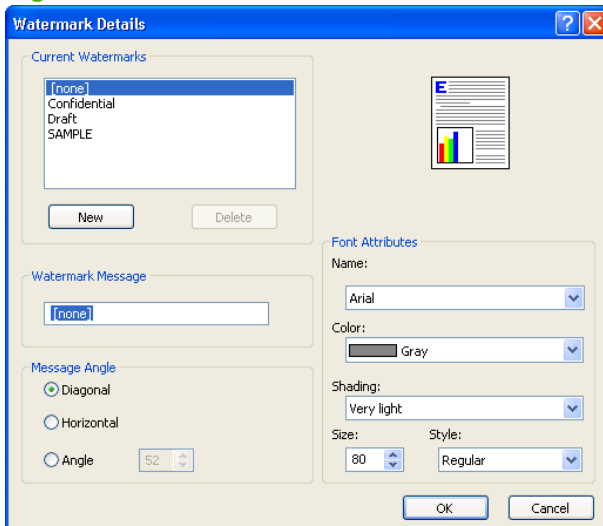 Watermark Details
Current Watermarks
[none]
Confidential
Draft
SAMPLE
New
Delete
Watermark Message
[none]
Message Angle
Diagonal
Horizontal
Angle
52
E
Font Attributes
Name:
Arial
Color:
Gray
Shading:
Very light
Size: Style:
80 Regular
OK Cancel